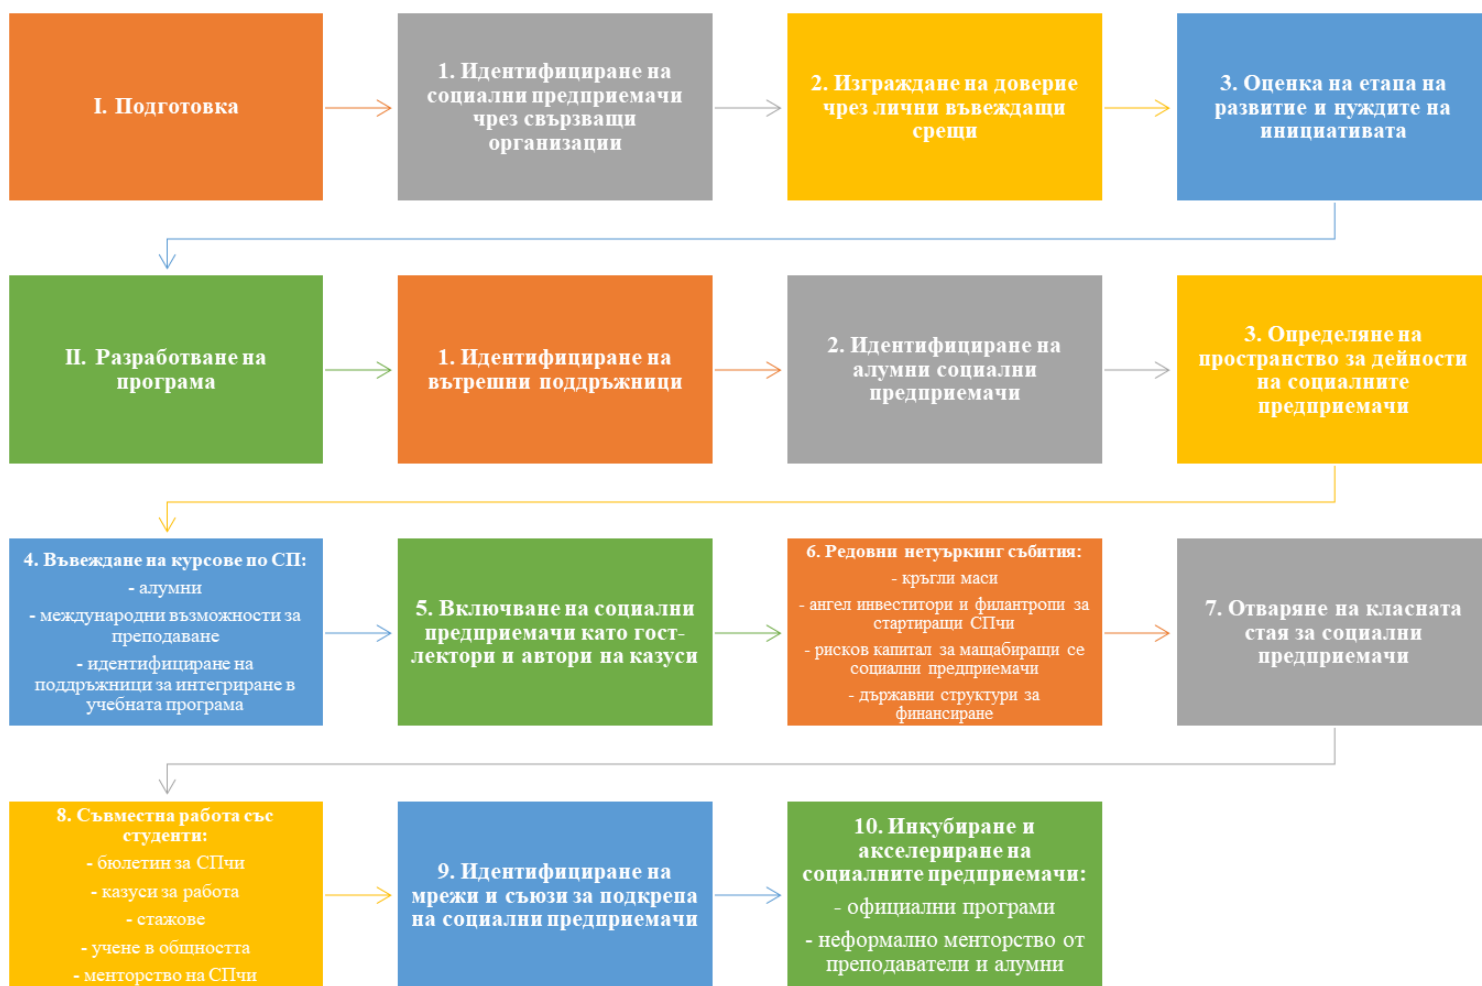 I. Подготовка
1. Идентифициране на
социални предприемачи
чрез свързващи
организации
2. Изграждане на доверие
чрез лични въвеждащи
срещи
3. Оценка на етапа на
развитие и нуждите на
инициативата
II. Разработване на
програма
1. Идентифициране на
вътрешни поддръжници
2. Идентифициране на
алумни социални
предприемачи
3. Определяне на
пространство за дейности
на социалните
предприемачи
4. Въвеждане на курсове по СП:
- алумни
- международни възможности за
преподаване
- идентифициране на
поддръжници за интегриране в
учебната програма
5. Включване на социални
предприемачи като гост-
лектори и автори на казуси
6. Редовни нетуъркинг събития:
- кръгли маси
- ангел инвеститори и филантропи за
стартиращи СПчи
- рисков капитал за мащабиращи се
социални предприемачи
- държавни структури за
финансиране
7. Отваряне на класната
стая за социални
предприемачи
8. Съвместна работа със
студенти:
- бюлетин за СПчи
- казуси за работа
- стажове
- учене в общността
- менторство на СПчи
9. Идентифициране на
мрежи и съюзи за подкрепа
на социални предприемачи
10. Инкубиране и
акселериране на
социалните предприемачи:
- официални програми
- неформално менторство от
преподаватели и алумни